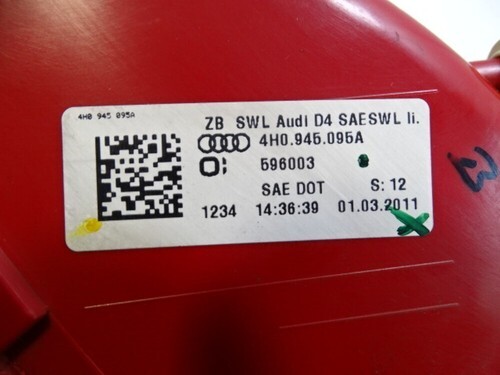 4H0 945 095A
ZB SWL Audi D4 SAESWL li.
4H0.945.095A
596003
SAE DOT S: 12
1234 14:36:39 01.03.2011